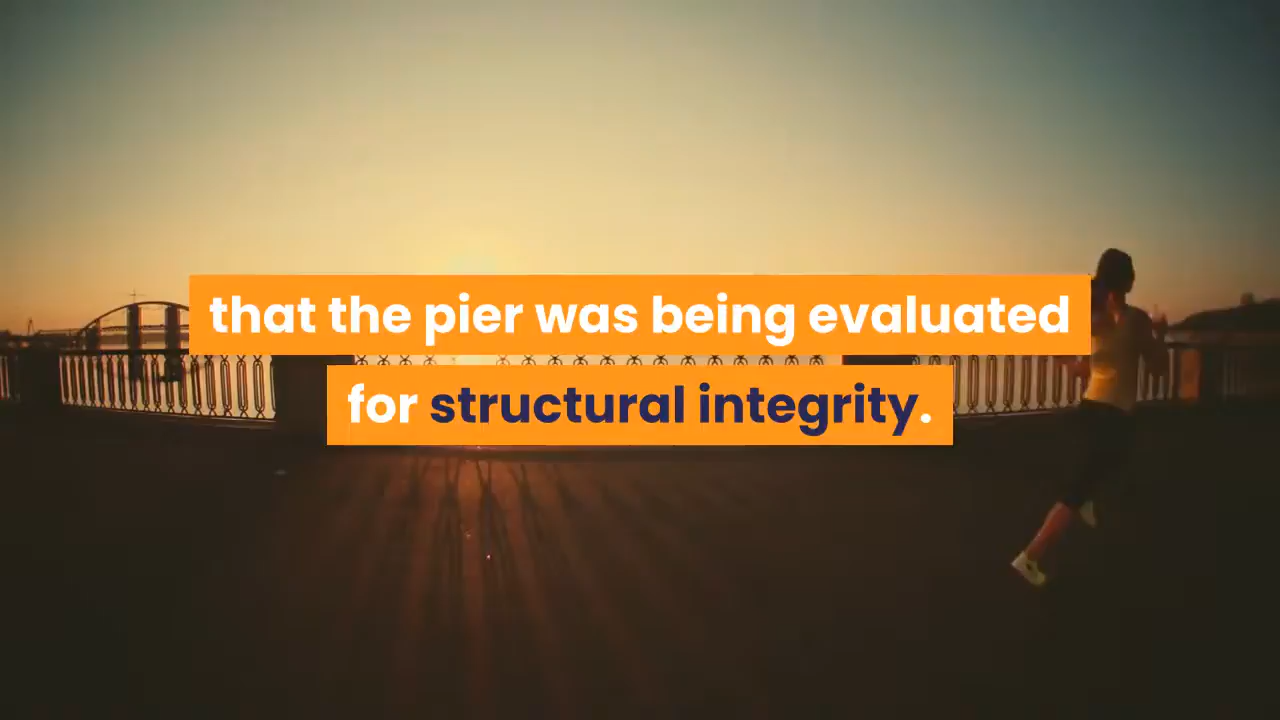 that the pier was being evaluated
for structural integrity.